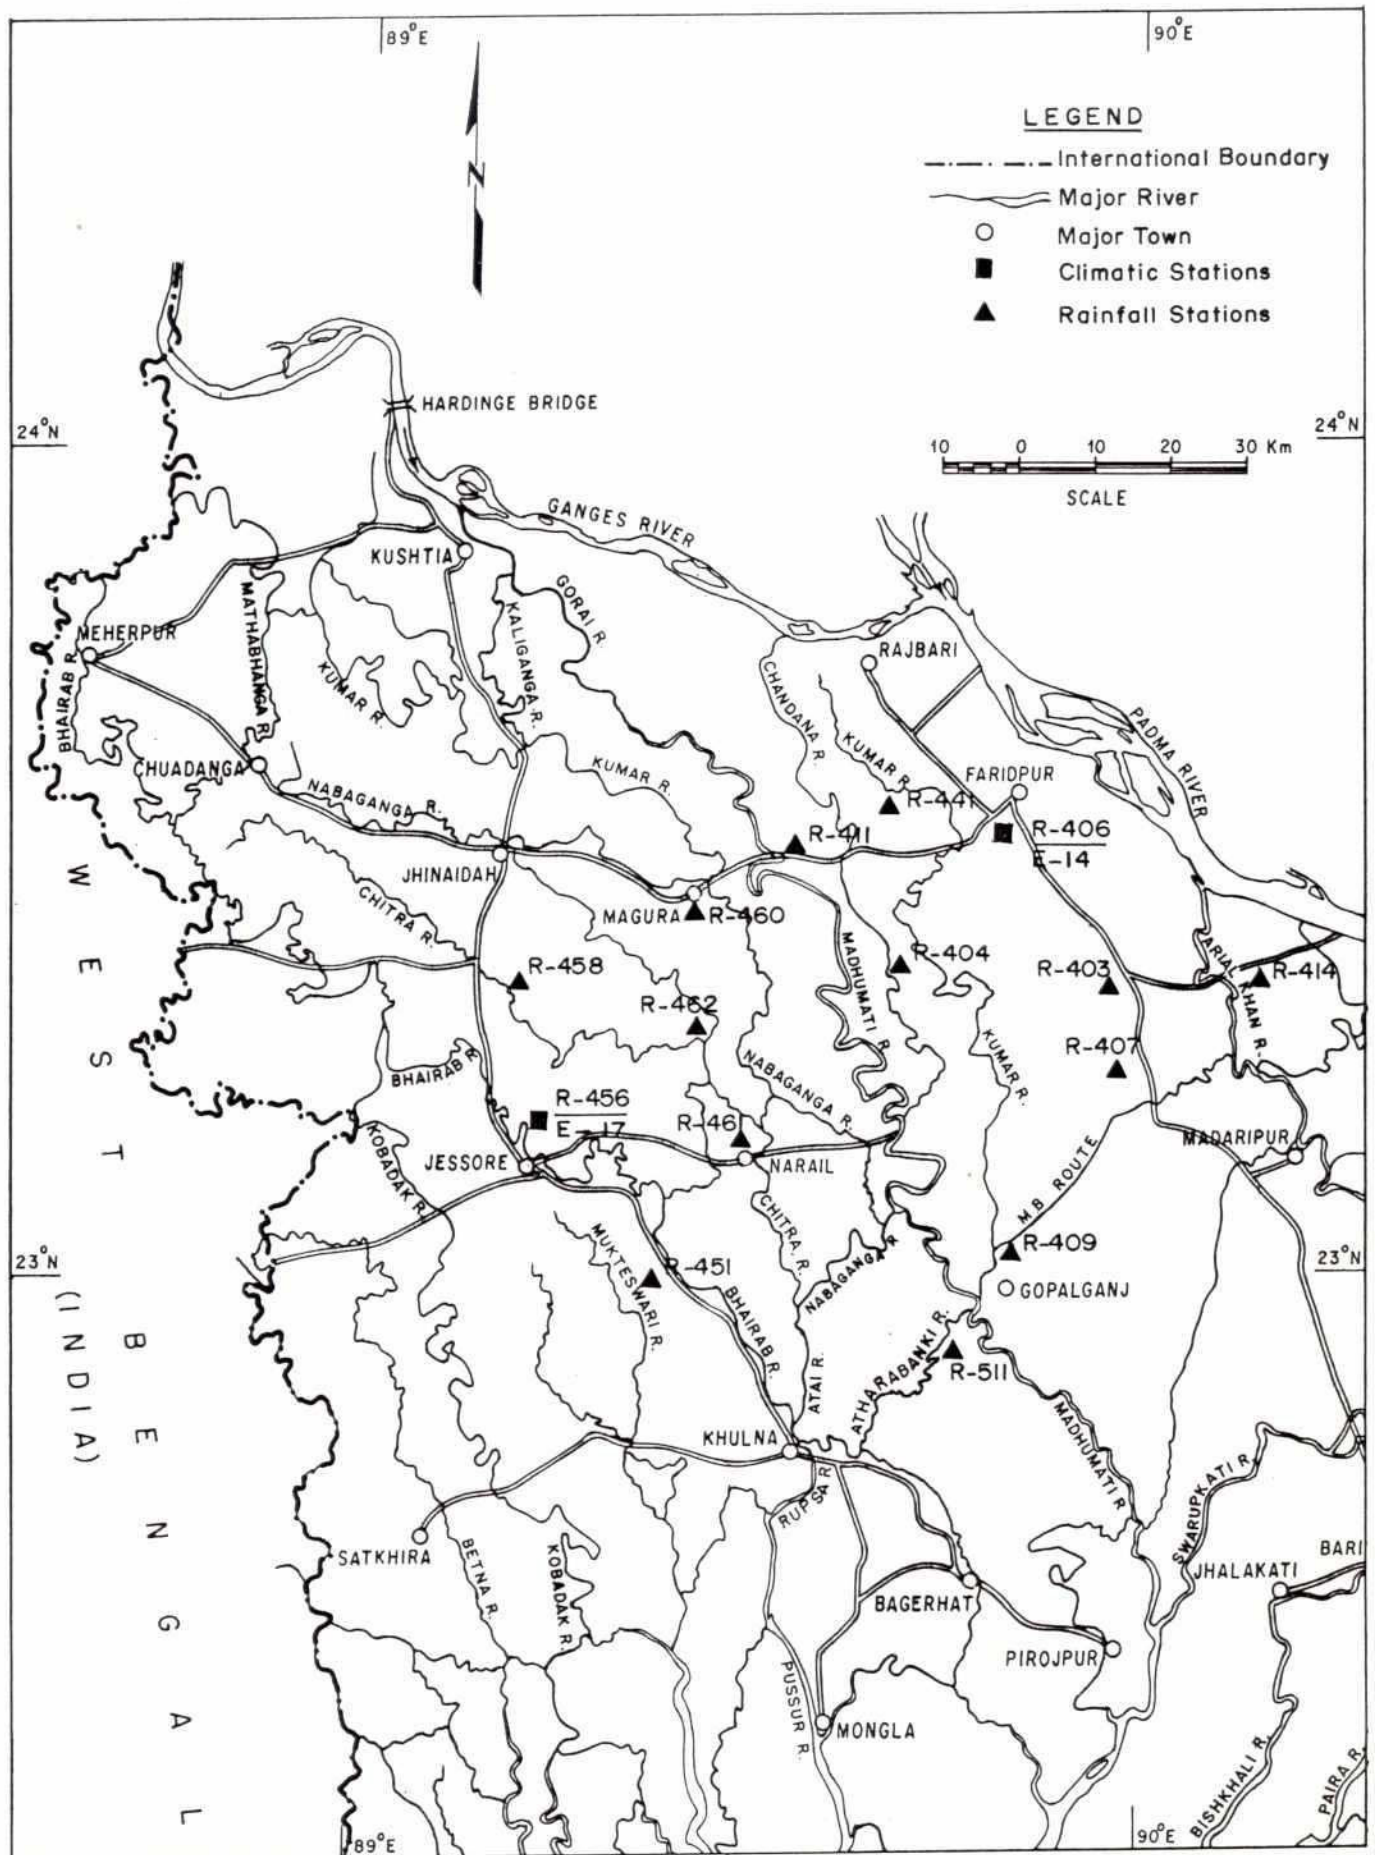 89°E
90°E
LEGEND
International Boundary
N
Major River
Major Town
Climatic Stations
Rainfall Stations
HARDINGE BRIDGE
24°N
24°N
10 0 10 20 30 Km
SCALE
GANGES RIVER
KUSHTIA
GORAI R.
KALIGANGA R.
MATHABHANGA R.
MEHERPUR
BHAIRAB R.
KUMAR R.
RAJBARI
CHANDANA R.
KUMAR R.
PADMA RIVER
CHUADANGA
KUMAR R.
FARIDPUR
NABAGANGA R.
R-441
R-411
R-406
E-14
JHINAIDAH
CHITRA R.
MAGURA
R-460
MADHUMATI R.
R-404
R-403
ARIAL KHAN R.
R-414
R-458
R-462
KUMAR R.
R-407
BHAIRAB R.
NABAGANGA R.
R-456
E-17
R-461
MADARIPUR
KOBADAK R.
JESSORE
NARAIL
MB ROUTE
MUKTESWARI R.
CHITRA R.
NABAGANGA R.
R-409
23°N
23°N
R-451
BHAIRAB R.
GOPALGANJ
ATAI R.
ATHARABANKI R.
R-511
MADHUMATI R.
KHULNA
RUPSA R.
SWARUPKATI R.
SATKHIRA
BETNA R.
KOBADAK R.
BARI
JHALAKATI
BAGERHAT
PIROJPUR
PUSSUR R.
MONGLA
BISHKHALI R.
PAIRA R.
89°E
90°E
WEST BENGAL
(INDIA)